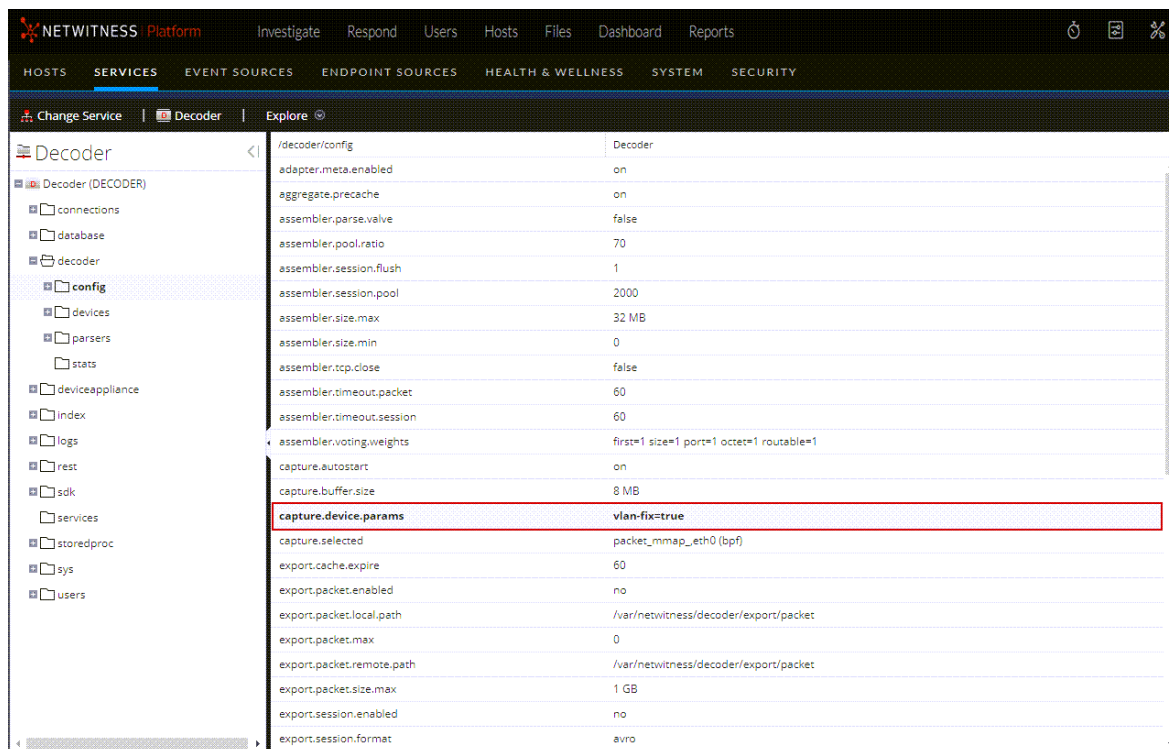 NETWITNESS Platform Investigate Respond Users Hosts Files Dashboard Reports
HOSTS SERVICES EVENT SOURCES ENDPOINT SOURCES HEALTH & WELLNESS SYSTEM SECURITY
Change Service | Decoder | Explore
Decoder
Decoder (DECODER)
connections
database
decoder
config
devices
parsers
stats
deviceappliance
index
logs
rest
sdk
services
storedproc
sys
users
/decoder/config Decoder
adapter.meta.enabled on
aggregate.precache on
assembler.parse.valve false
assembler.pool.ratio 70
assembler.session.flush 1
assembler.session.pool 2000
assembler.size.max 32 MB
assembler.size.min 0
assembler.tcp.close false
assembler.timeout.packet 60
assembler.timeout.session 60
assembler.voting.weights first=1 size=1 port=1 octet=1 routable=1
capture.autostart on
capture.buffer.size 8 MB
capture.device.params vlan-fix=true
capture.selected packet_mmap_,eth0 (bpf)
export.cache.expire 60
export.packet.enabled no
export.packet.local.path /var/netwitness/decoder/export/packet
export.packet.max 0
export.packet.remote.path /var/netwitness/decoder/export/packet
export.packet.size.max 1 GB
export.session.enabled no
export.session.format avro